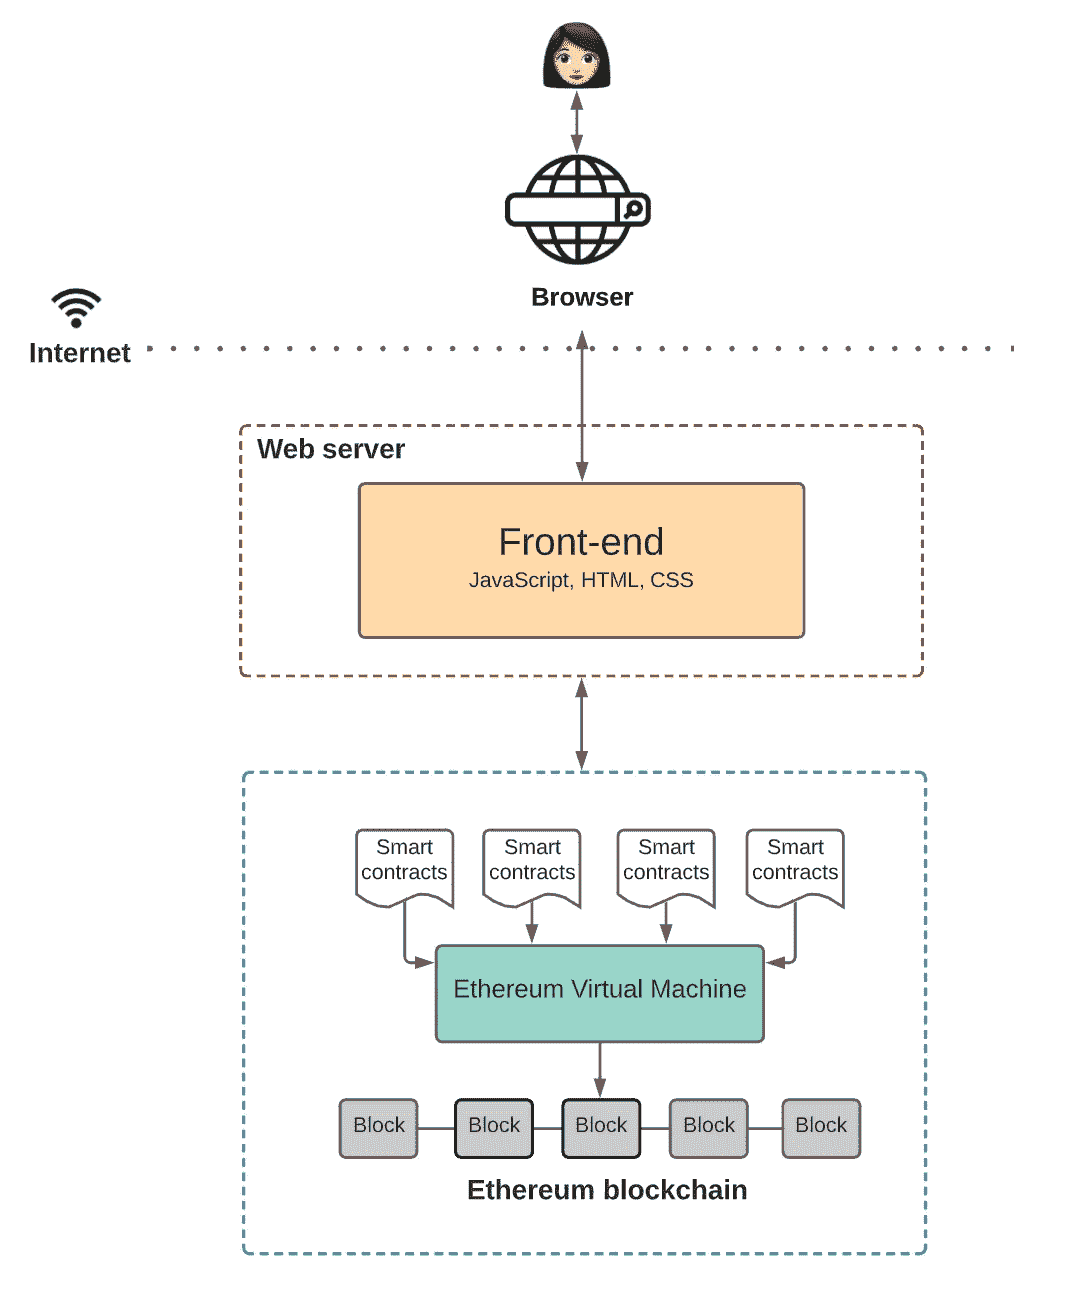 Browser
Internet
Web server
Front-end
JavaScript, HTML, CSS
Smart
contracts
Smart
contracts
Smart
contracts
Smart
contracts
Ethereum Virtual Machine
Block
Block
Block
Block
Block
Ethereum blockchain